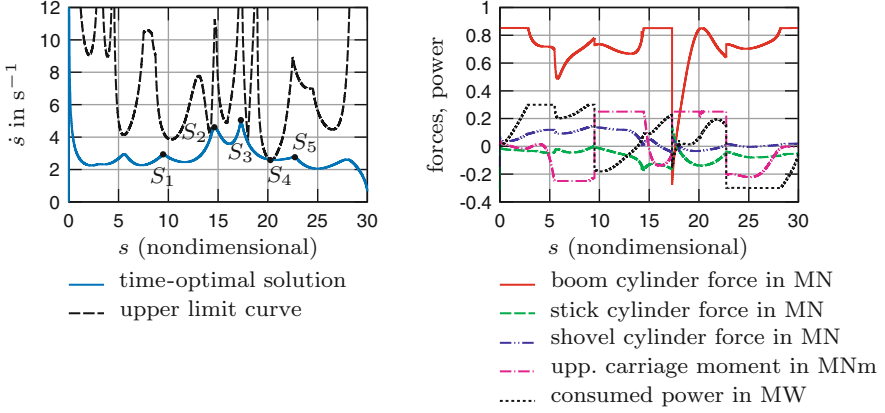 12
10
8
6
4
2
0
ṡ in s⁻¹
S₁
S₂
S₃
S₄
S₅
0 5 10 15 20 25 30
s (nondimensional)
time-optimal solution
upper limit curve
1
0.8
0.6
0.4
0.2
0
-0.2
-0.4
forces, power
0 5 10 15 20 25 30
s (nondimensional)
boom cylinder force in MN
stick cylinder force in MN
shovel cylinder force in MN
upp. carriage moment in MNm
consumed power in MW